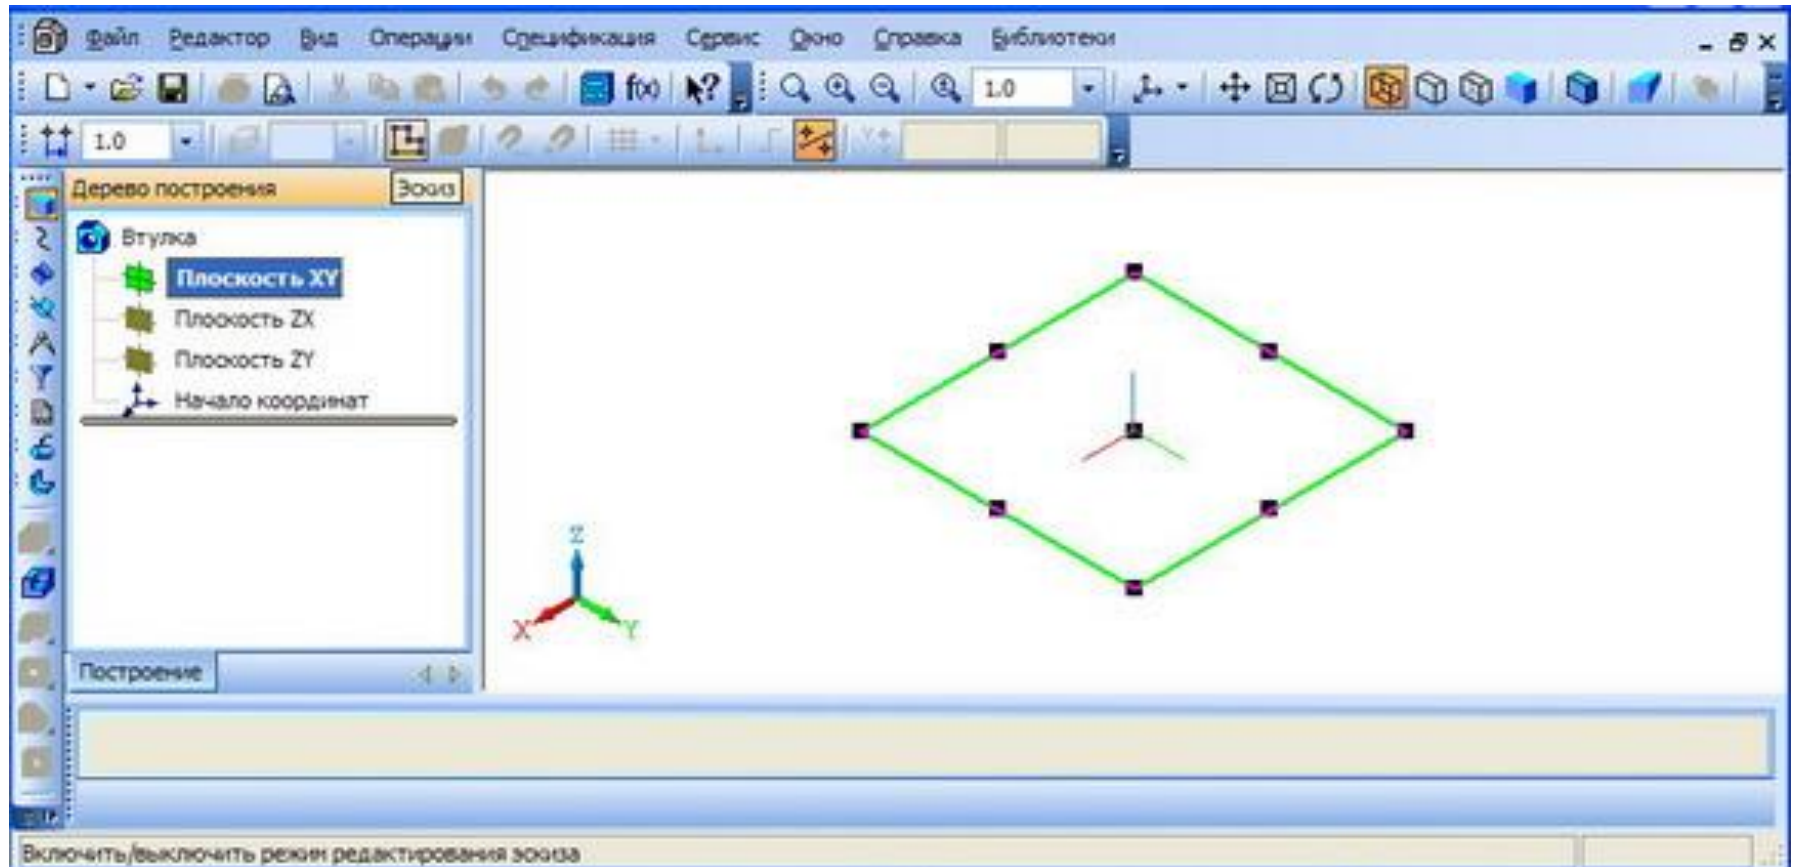 Файл Редактор Вид Операции Спецификация Сервис Окно Справка Библиотеки
f(x) 1.0
1.0
Дерево построения Эскиз
Втулка
Плоскость XY
Плоскость ZX
Плоскость ZY
Начало координат
Z
X Y
Построение
Включить/выключить режим редактирования эскиза